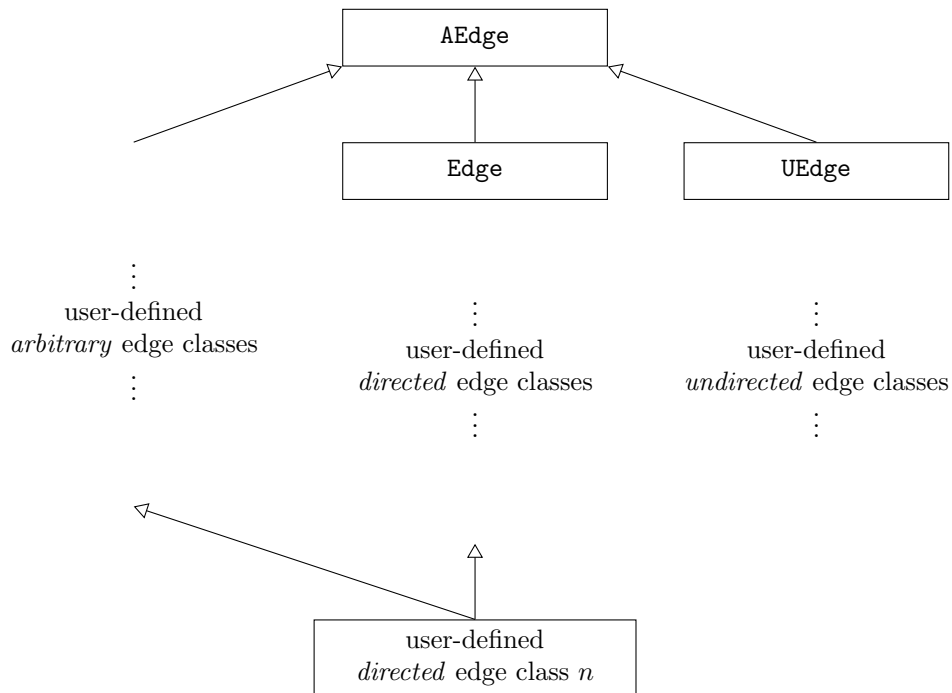 AEdge
Edge
UEdge
⋮
user-defined
arbitrary edge classes
⋮
⋮
user-defined
directed edge classes
⋮
⋮
user-defined
undirected edge classes
⋮
user-defined
directed edge class n